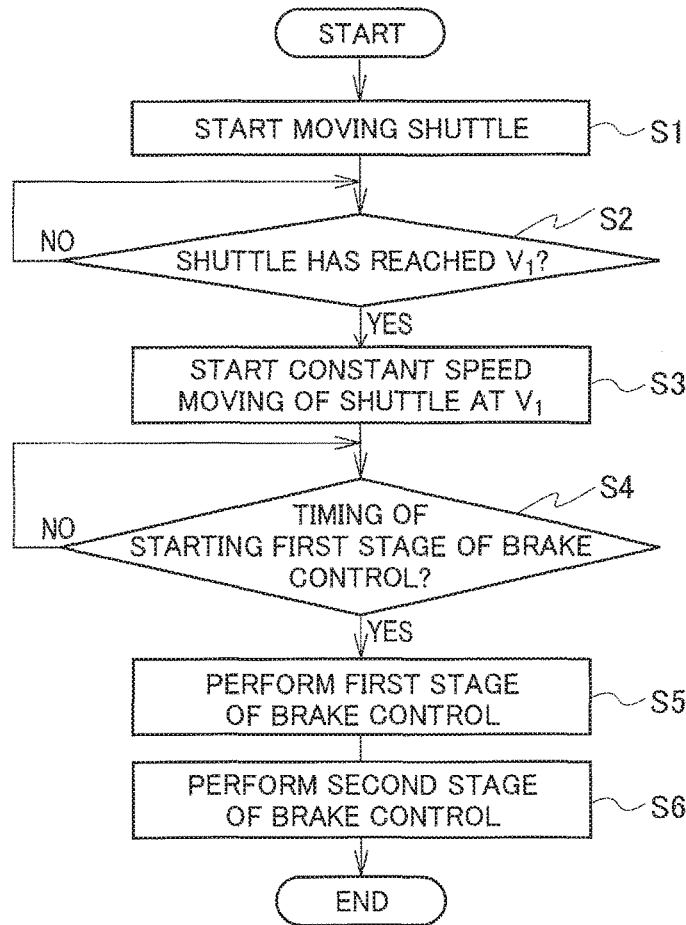 START
START MOVING SHUTTLE
S1
S2
NO
SHUTTLE HAS REACHED V₁?
YES
START CONSTANT SPEED
MOVING OF SHUTTLE AT V₁
S3
S4
NO
TIMING OF
STARTING FIRST STAGE OF BRAKE
CONTROL?
YES
PERFORM FIRST STAGE
OF BRAKE CONTROL
S5
PERFORM SECOND STAGE
OF BRAKE CONTROL
S6
END